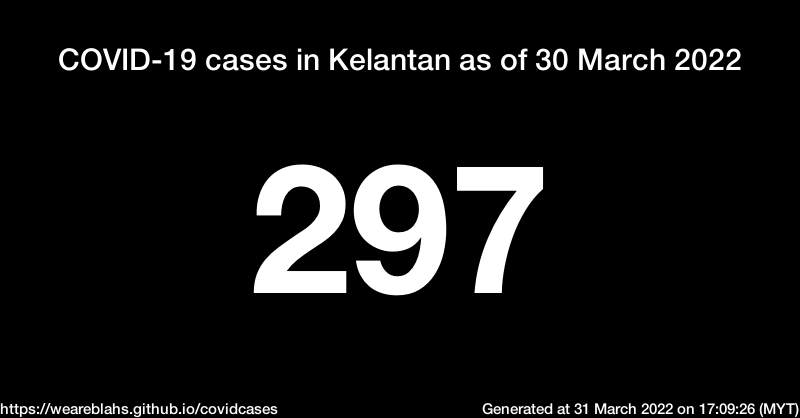 COVID-19 cases in Kelantan as of 30 March 2022
297
https://weareblahs.github.io/covidcases
Generated at 31 March 2022 on 17:09:26 (MYT)